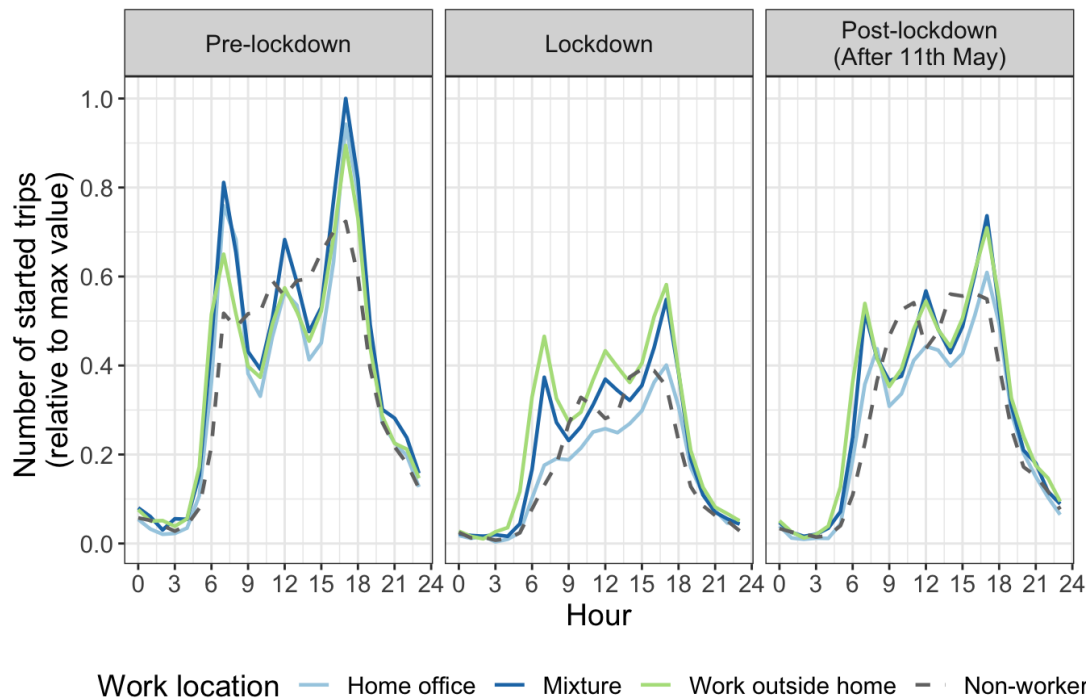 Pre-lockdown
Lockdown
Post-lockdown
(After 11th May)
Number of started trips
(relative to max value)
1.0
0.8
0.6
0.4
0.2
0.0
0 3 6 9 12 15 18 21 24
0 3 6 9 12 15 18 21 24
0 3 6 9 12 15 18 21 24
Hour
Work location Home office Mixture Work outside home Non-worker